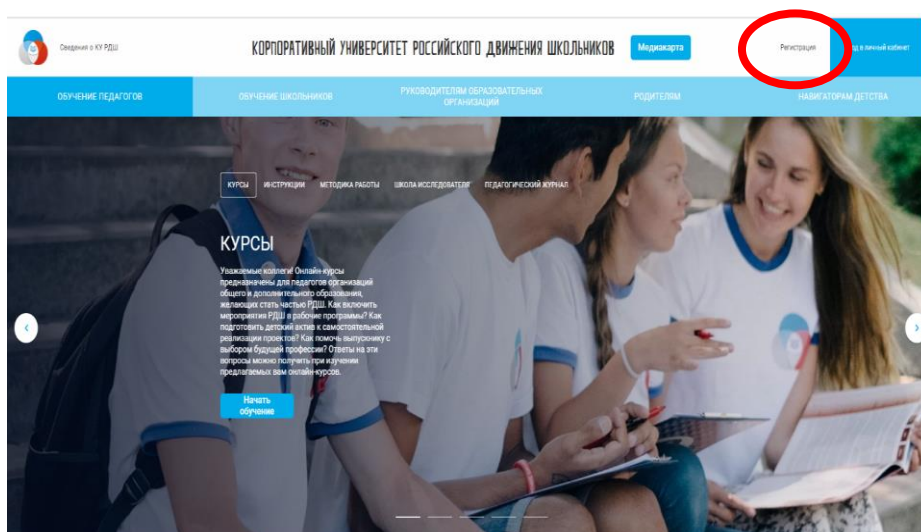 Сведения о КУ РДШ
КОРПОРАТИВНЫЙ УНИВЕРСИТЕТ РОССИЙСКОГО ДВИЖЕНИЯ ШКОЛЬНИКОВ
Медиакарта
Регистрация
в личный кабинет
ОБУЧЕНИЕ ПЕДАГОГОВ
ОБУЧЕНИЕ ШКОЛЬНИКОВ
РУКОВОДИТЕЛЯМ ОБРАЗОВАТЕЛЬНЫХ
ОРГАНИЗАЦИЙ
РОДИТЕЛЯМ
НАВИГАТОРАМ ДЕТСТВА
КУРСЫ ИНСТРУКЦИИ МЕТОДИКА РАБОТЫ ШКОЛА ИССЛЕДОВАТЕЛЯ ПЕДАГОГИЧЕСКИЙ ЖУРНАЛ
КУРСЫ
Уважаемые коллеги! Онлайн-курсы
предназначены для педагогов организаций
общего и дополнительного образования,
желающих стать частью РДШ. Как включить
мероприятия РДШ в рабочие программы? Как
подготовить детский актив к самостоятельной
реализации проектов? Как помочь выпускнику с
выбором будущей профессии? Ответы на эти
вопросы можно получить при изучении
предлагаемых вам онлайн-курсов.
Начать
обучение